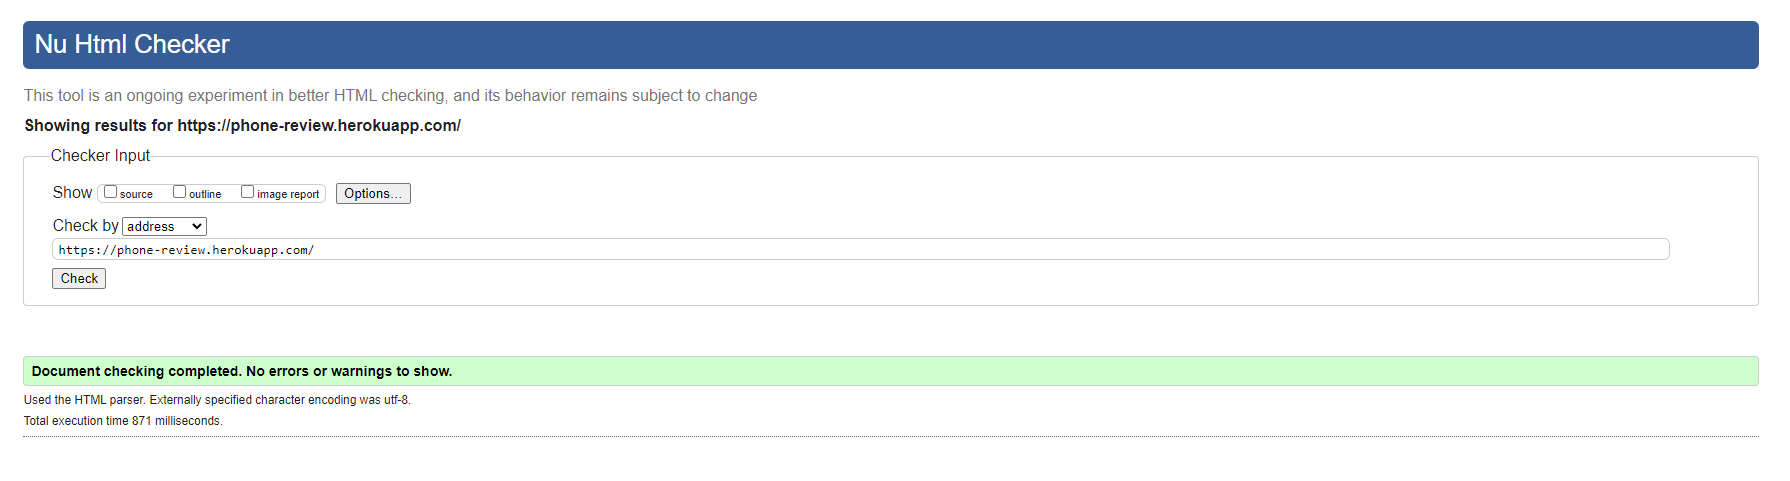 Nu Html Checker
This tool is an ongoing experiment in better HTML checking, and its behavior remains subject to change
Showing results for https://phone-review.herokuapp.com/
Checker Input
Show source outline image report Options...
Check by address
https://phone-review.herokuapp.com/
Check
Document checking completed. No errors or warnings to show.
Used the HTML parser. Externally specified character encoding was utf-8.
Total execution time 871 milliseconds.